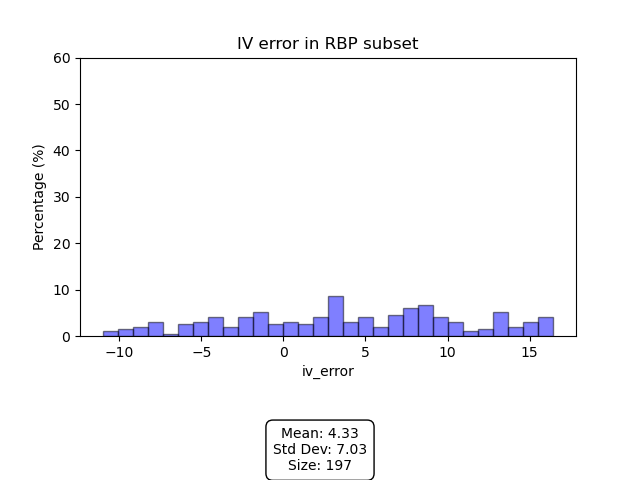 IV error in RBP subset
60
50
40
30
20
10
0
Percentage (%)
−10
−5
0
5
10
15
iv_error
Mean: 4.33
Std Dev: 7.03
Size: 197